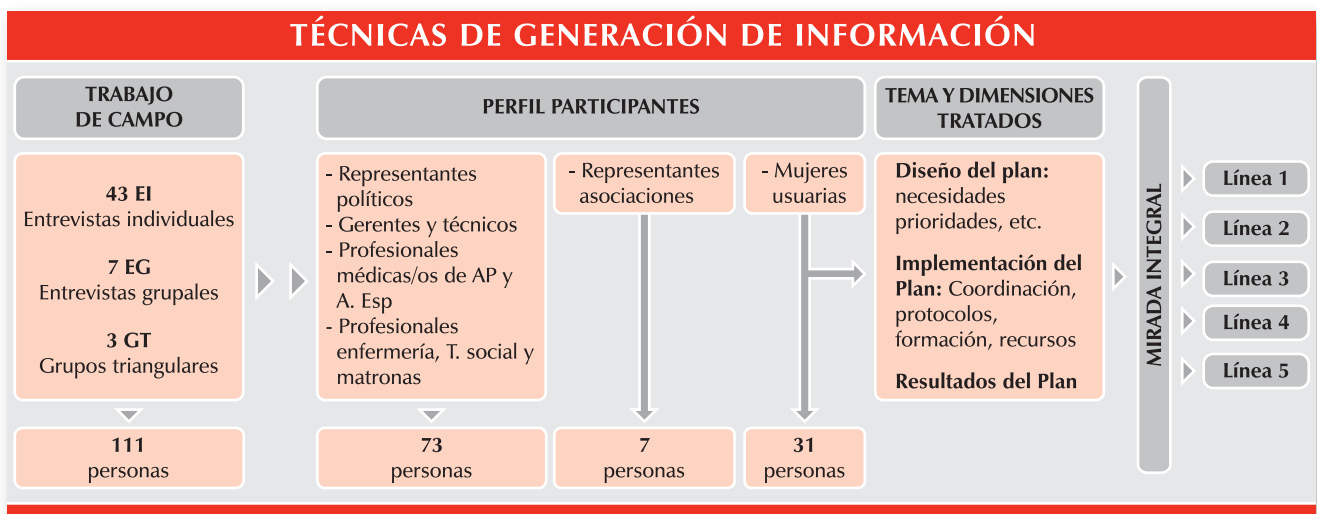 TÉCNICAS DE GENERACIÓN DE INFORMACIÓN
TRABAJO
DE CAMPO
PERFIL PARTICIPANTES
TEMA Y DIMENSIONES
TRATADOS
43 EI
Entrevistas individuales
7 EG
Entrevistas grupales
3 GT
Grupos triangulares
111
personas
- Representantes
políticos
- Gerentes y técnicos
- Profesionales
médicas/os de AP y
A. Esp
- Profesionales
enfermería, T. social y
matronas
73
personas
- Representantes
asociaciones
7
personas
- Mujeres
usuarias
31
personas
Diseño del plan:
necesidades
prioridades, etc.
Implementación del
Plan: Coordinación,
protocolos,
formación, recursos
Resultados del Plan
MIRADA INTEGRAL
Línea 1
Línea 2
Línea 3
Línea 4
Línea 5